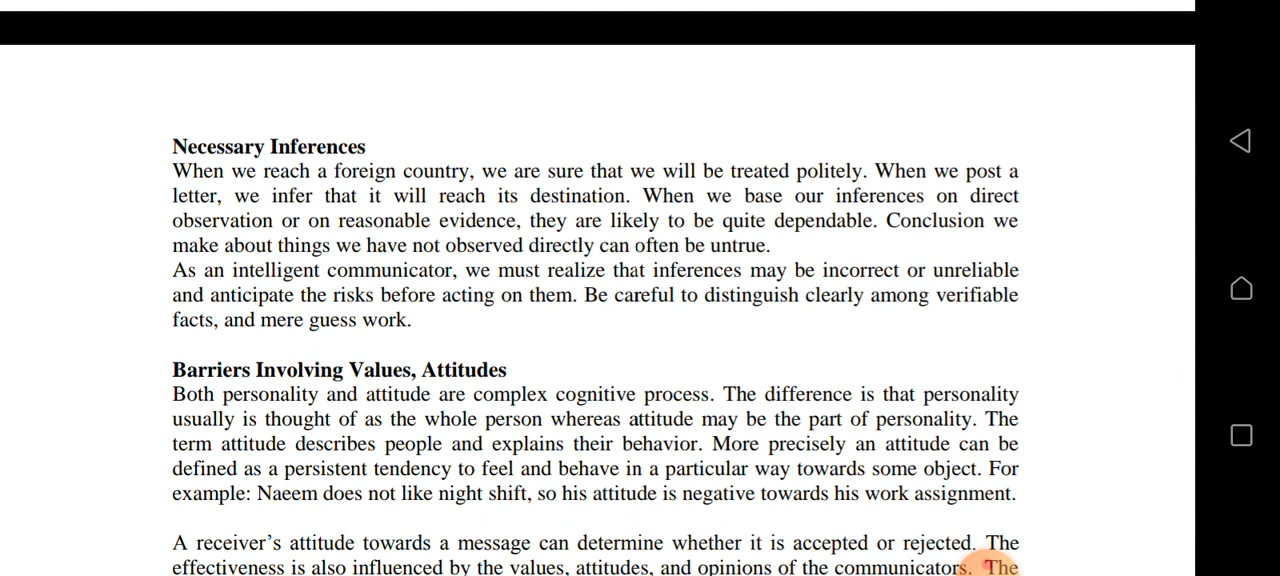 Necessary Inferences
When we reach a foreign country, we are sure that we will be treated politely. When we post a
letter, we infer that it will reach its destination. When we base our inferences on direct
observation or on reasonable evidence, they are likely to be quite dependable. Conclusion we
make about things we have not observed directly can often be untrue.
As an intelligent communicator, we must realize that inferences may be incorrect or unreliable
and anticipate the risks before acting on them. Be careful to distinguish clearly among verifiable
facts, and mere guess work.
Barriers Involving Values, Attitudes
Both personality and attitude are complex cognitive process. The difference is that personality
usually is thought of as the whole person whereas attitude may be the part of personality. The
term attitude describes people and explains their behavior. More precisely an attitude can be
defined as a persistent tendency to feel and behave in a particular way towards some object. For
example: Naeem does not like night shift, so his attitude is negative towards his work assignment.
A receiver’s attitude towards a message can determine whether it is accepted or rejected. The
effectiveness is also influenced by the values, attitudes, and opinions of the communicators. The